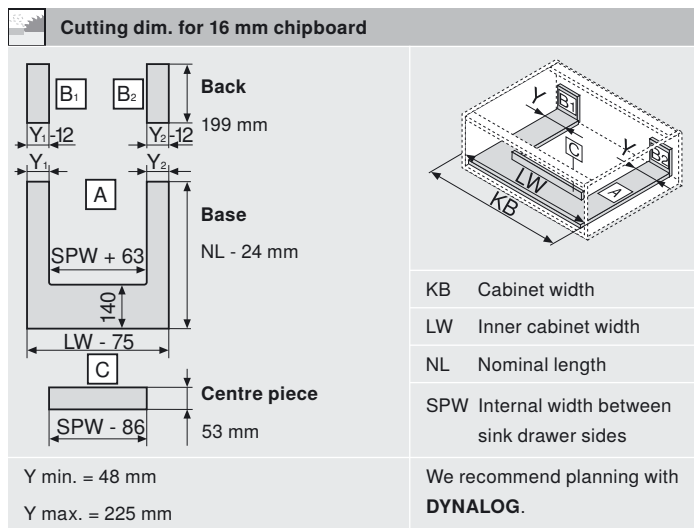 Cutting dim. for 16 mm chipboard
B1 B2 Back
199 mm
Y1-12 Y2-12
Y1 Y2
A
Base
NL - 24 mm
SPW + 63
140
LW - 75
C
Centre piece
53 mm
SPW - 86
Y min. = 48 mm
Y max. = 225 mm
Y B1
Y B2
C
A
LW
KB
KB Cabinet width
LW Inner cabinet width
NL Nominal length
SPW Internal width between
sink drawer sides
We recommend planning with
DYNALOG.